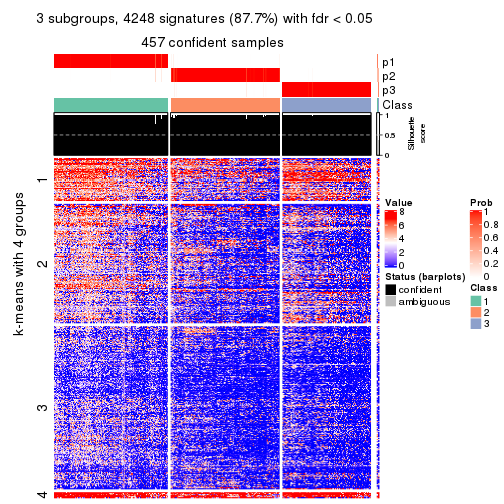 3 subgroups, 4248 signatures (87.7%) with fdr < 0.05
457 confident samples
p1
p2
p3
Class
1
0.5
0
Silhouette
score
k-means with 4 groups
1
2
3
4
Value
8
6
4
2
0
Status (barplots)
confident
ambiguous
Prob
1
0.8
0.6
0.4
0.2
0
Class
1
2
3